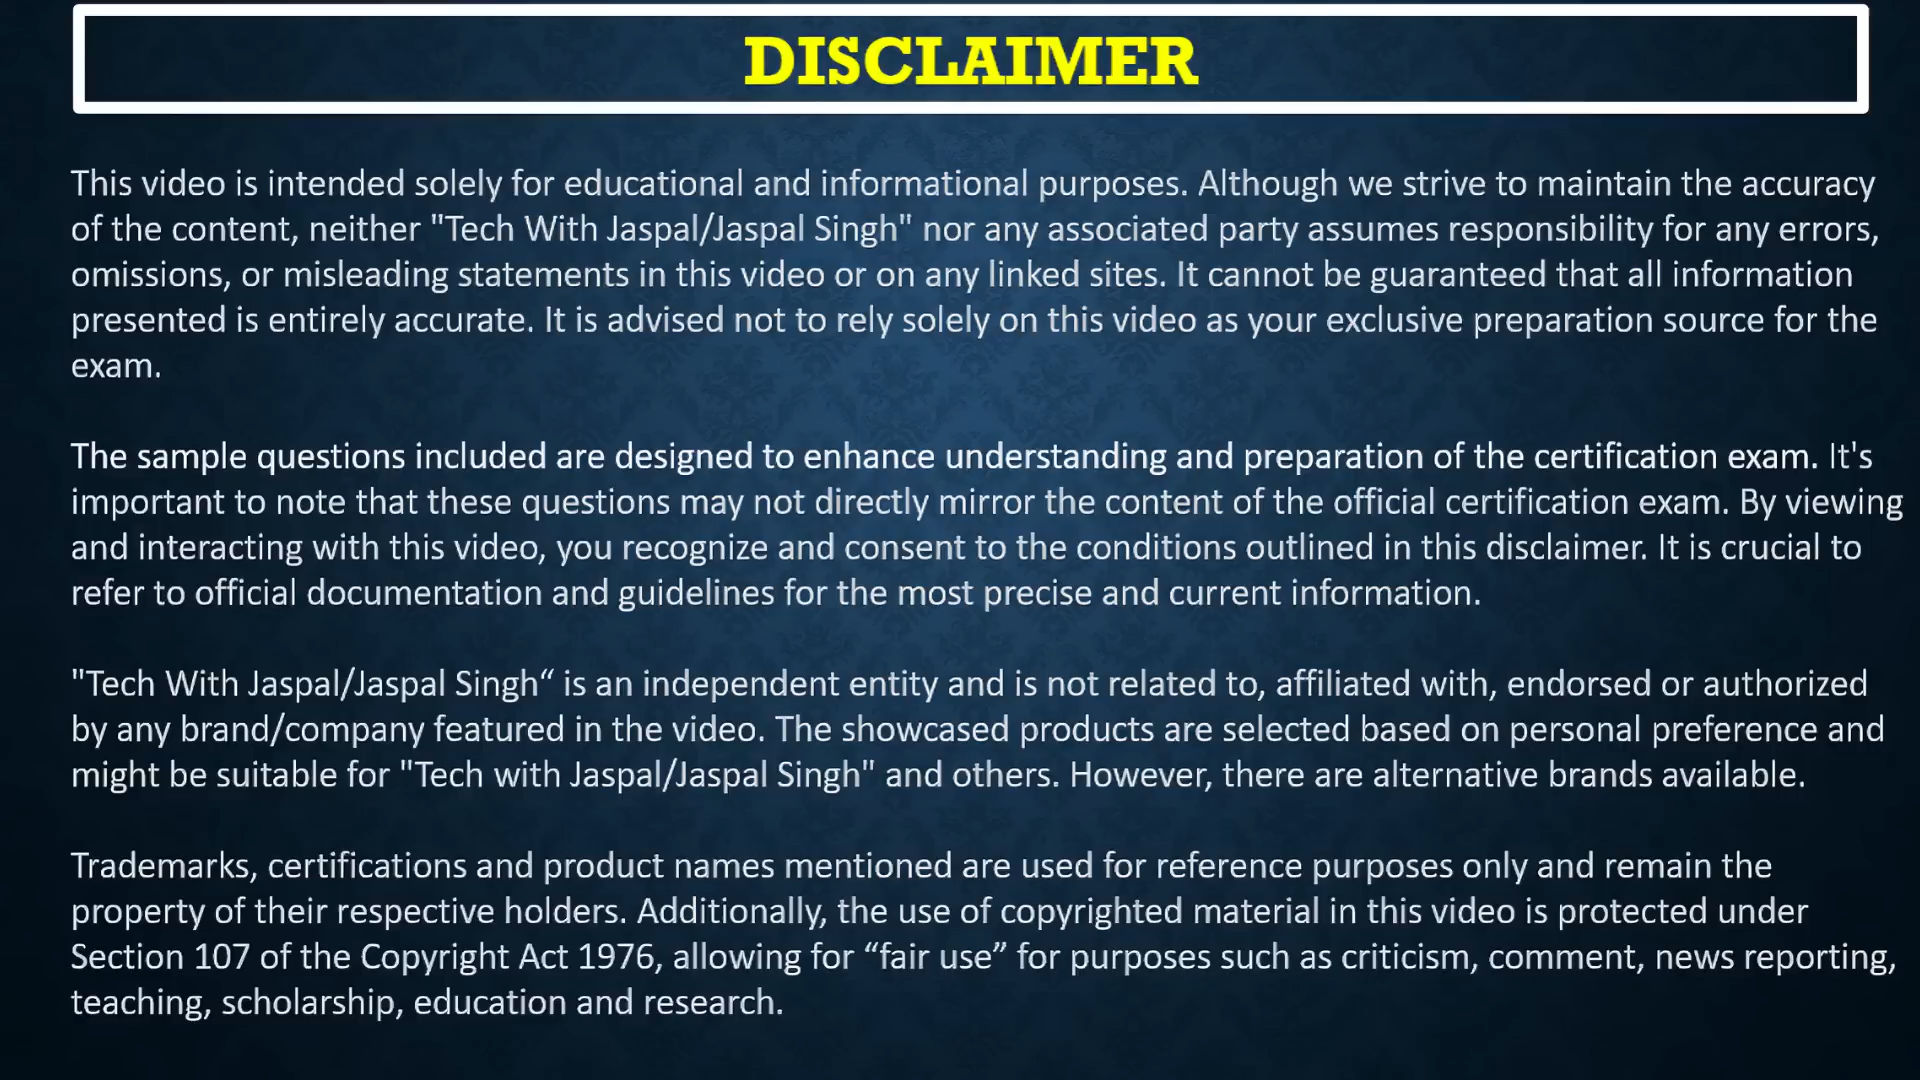 DISCLAIMER
This video is intended solely for educational and informational purposes. Although we strive to maintain the accuracy
of the content, neither "Tech With Jaspal/Jaspal Singh" nor any associated party assumes responsibility for any errors,
omissions, or misleading statements in this video or on any linked sites. It cannot be guaranteed that all information
presented is entirely accurate. It is advised not to rely solely on this video as your exclusive preparation source for the
exam.
The sample questions included are designed to enhance understanding and preparation of the certification exam. It's
important to note that these questions may not directly mirror the content of the official certification exam. By viewing
and interacting with this video, you recognize and consent to the conditions outlined in this disclaimer. It is crucial to
refer to official documentation and guidelines for the most precise and current information.
"Tech With Jaspal/Jaspal Singh“ is an independent entity and is not related to, affiliated with, endorsed or authorized
by any brand/company featured in the video. The showcased products are selected based on personal preference and
might be suitable for "Tech with Jaspal/Jaspal Singh" and others. However, there are alternative brands available.
Trademarks, certifications and product names mentioned are used for reference purposes only and remain the
property of their respective holders. Additionally, the use of copyrighted material in this video is protected under
Section 107 of the Copyright Act 1976, allowing for “fair use” for purposes such as criticism, comment, news reporting,
teaching, scholarship, education and research.